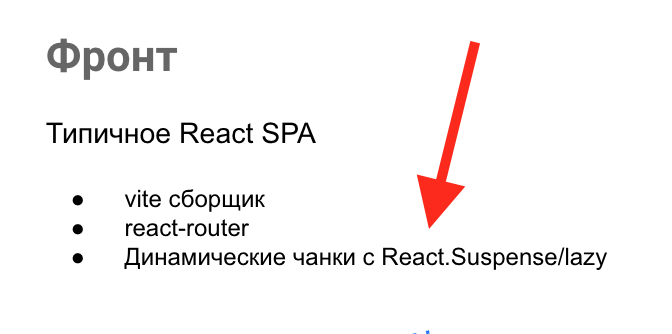 Фронт
Типичное React SPA
● vite сборщик
● react-router
● Динамические чанки с React.Suspense/lazy